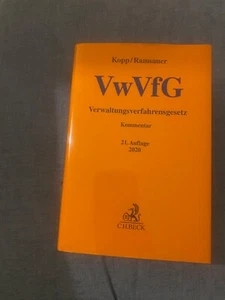 Kopp/Ramsauer
VwVfG
Verwaltungsverfahrensgesetz
Kommentar
21. Auflage
2020
C.H.BECK